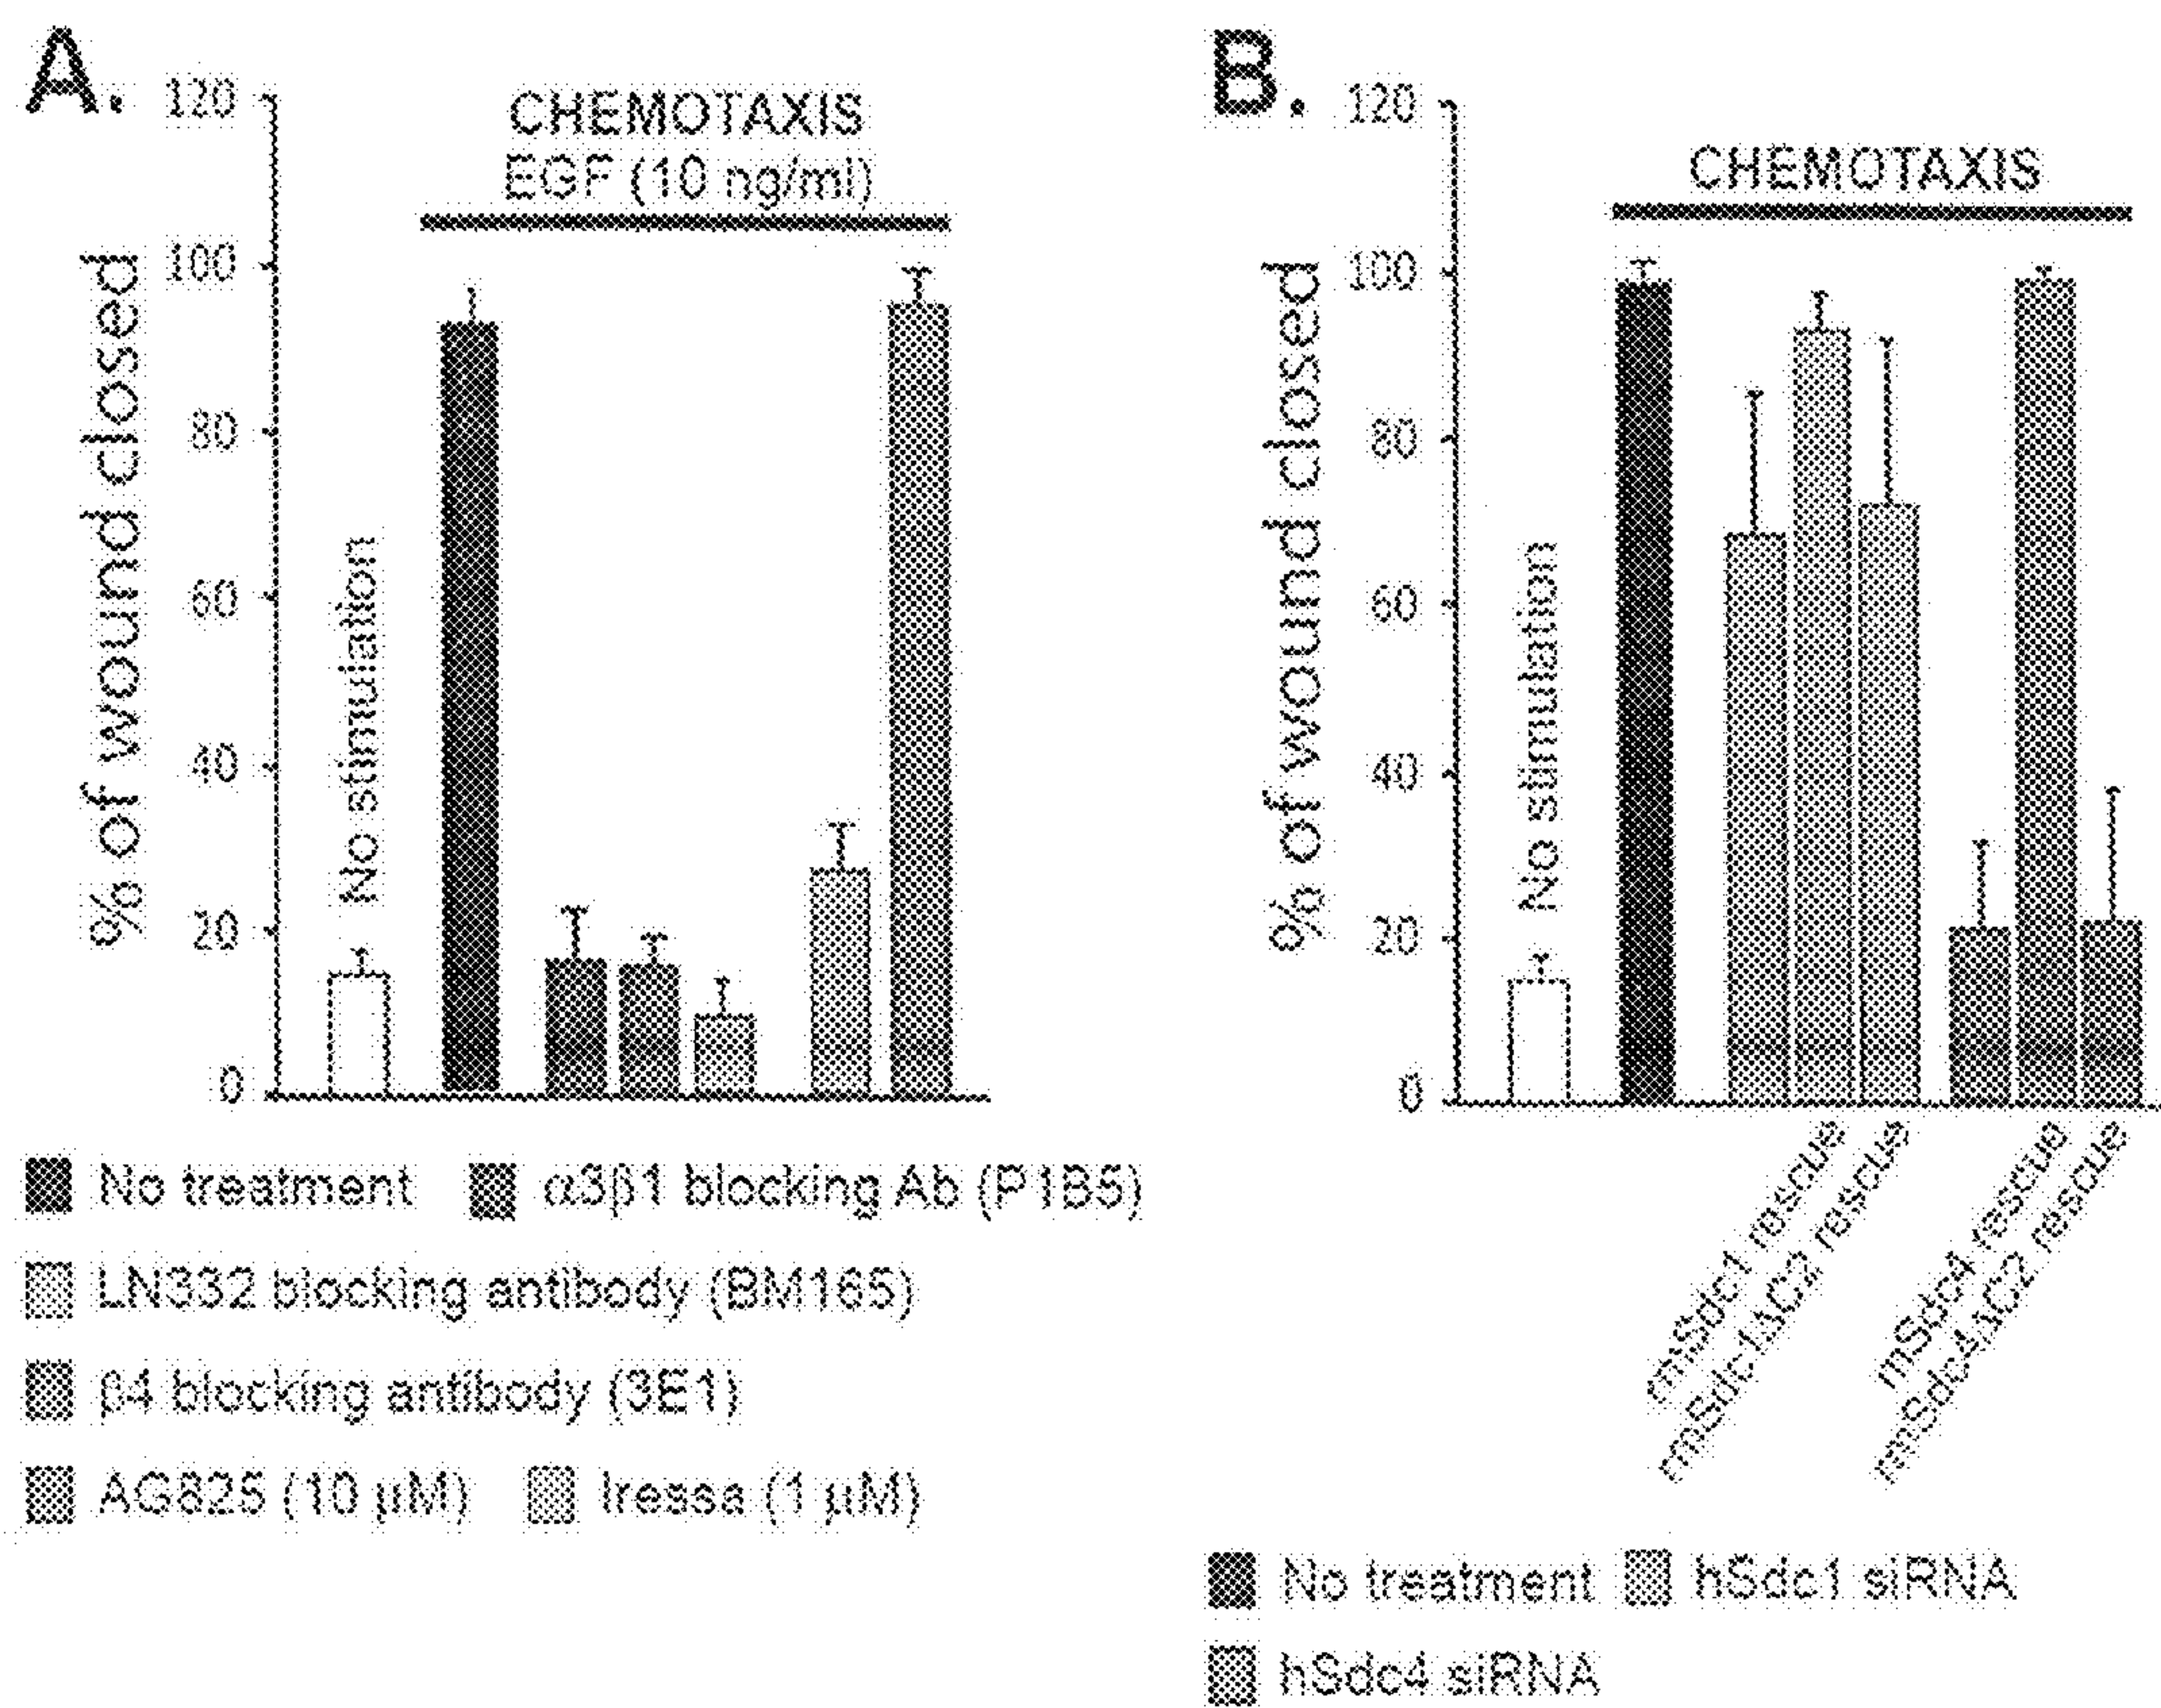 A.
120
100
80
60
40
20
0
% of wound closed
CHEMOTAXIS
EGF (10 ng/ml)
No stimulation
No treatment
α3β1 blocking Ab (P1B5)
LN332 blocking antibody (BM165)
β4 blocking antibody (3E1)
AG825 (10 µM)
Iressa (1 µM)
B.
120
100
80
60
40
20
0
% of wound closed
CHEMOTAXIS
No stimulation
mSdc1 rescue
mSdc1ΔC2 rescue
mSdc4 rescue
mSdc4ΔC2 rescue
No treatment
hSdc1 siRNA
hSdc4 siRNA